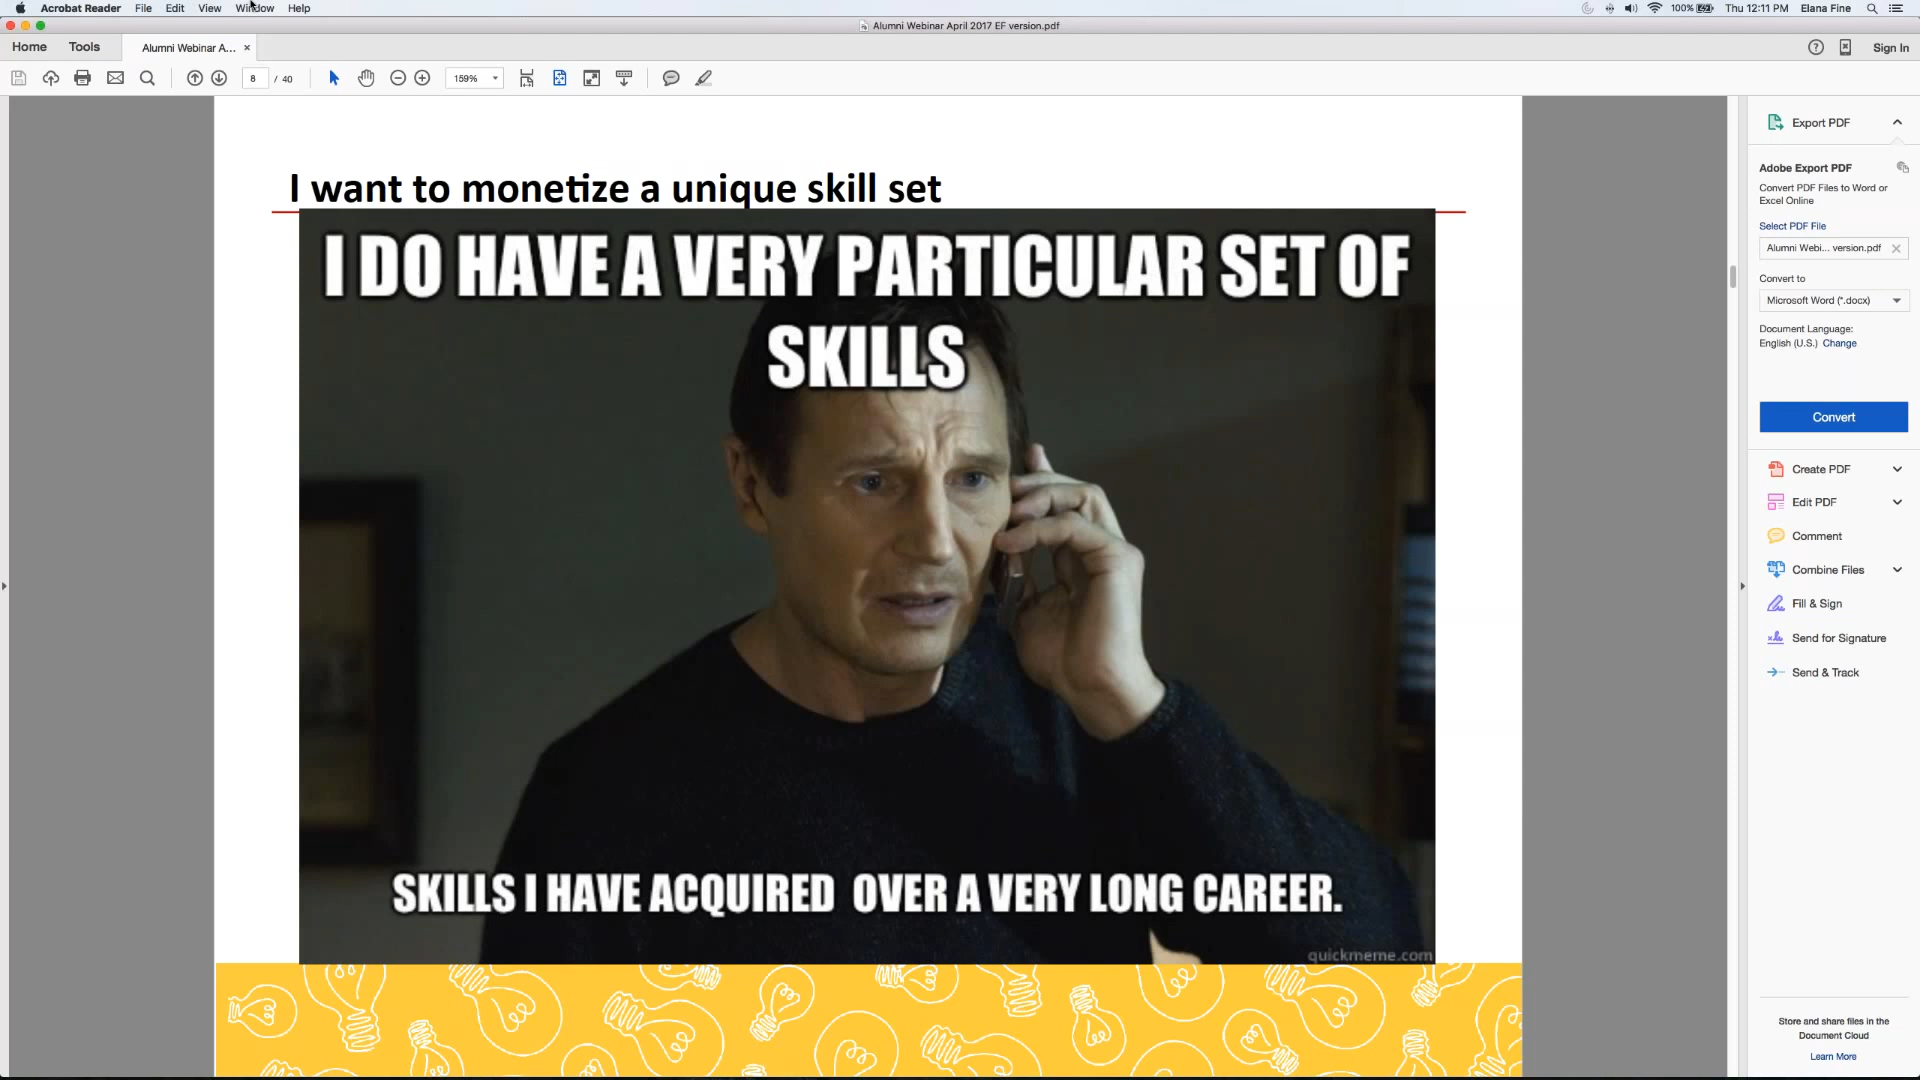 Acrobat Reader File Edit View Window Help 100% Thu 12:11 PM Elana Fine
Alumni Webinar April 2017 EF version.pdf
Home Tools Alumni Webinar A... × Sign In
8 / 40 159%
I want to monetize a unique skill set
I DO HAVE A VERY PARTICULAR SET OF
SKILLS
SKILLS I HAVE ACQUIRED OVER A VERY LONG CAREER.
quickmeme.com
Export PDF
Adobe Export PDF
Convert PDF Files to Word or
Excel Online
Select PDF File
Alumni Webi... version.pdf
Convert to
Microsoft Word (*.docx)
Document Language:
English (U.S.) Change
Convert
Create PDF
Edit PDF
Comment
Combine Files
Fill & Sign
Send for Signature
Send & Track
Store and share files in the
Document Cloud
Learn More